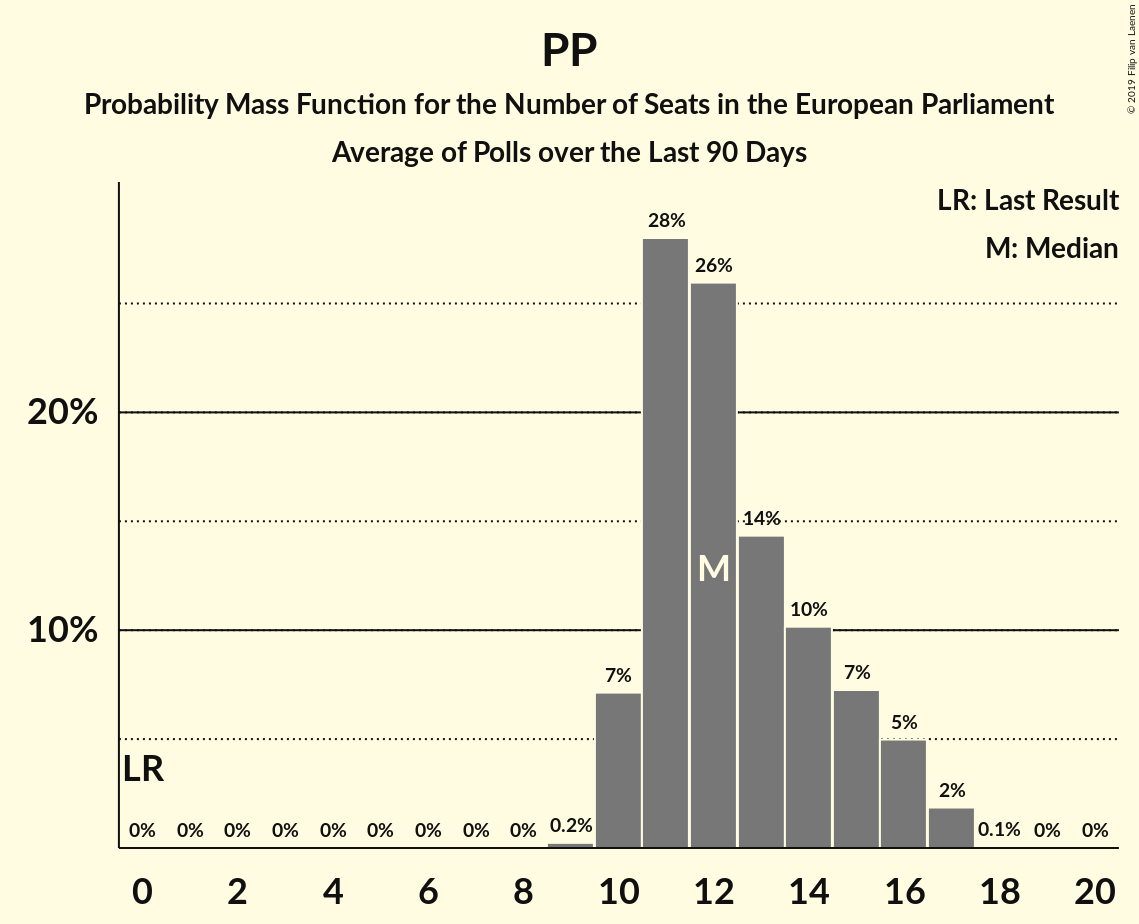 PP
Probability Mass Function for the Number of Seats in the European Parliament
Average of Polls over the Last 90 Days
© 2019 Filip van Laenen
LR: Last Result
M: Median
28%
26%
20%
14%
M
10%
10%
7%
7%
5%
LR
2%
0% 0% 0% 0% 0% 0% 0% 0% 0% 0.2% 0.1% 0% 0%
0 2 4 6 8 10 12 14 16 18 20